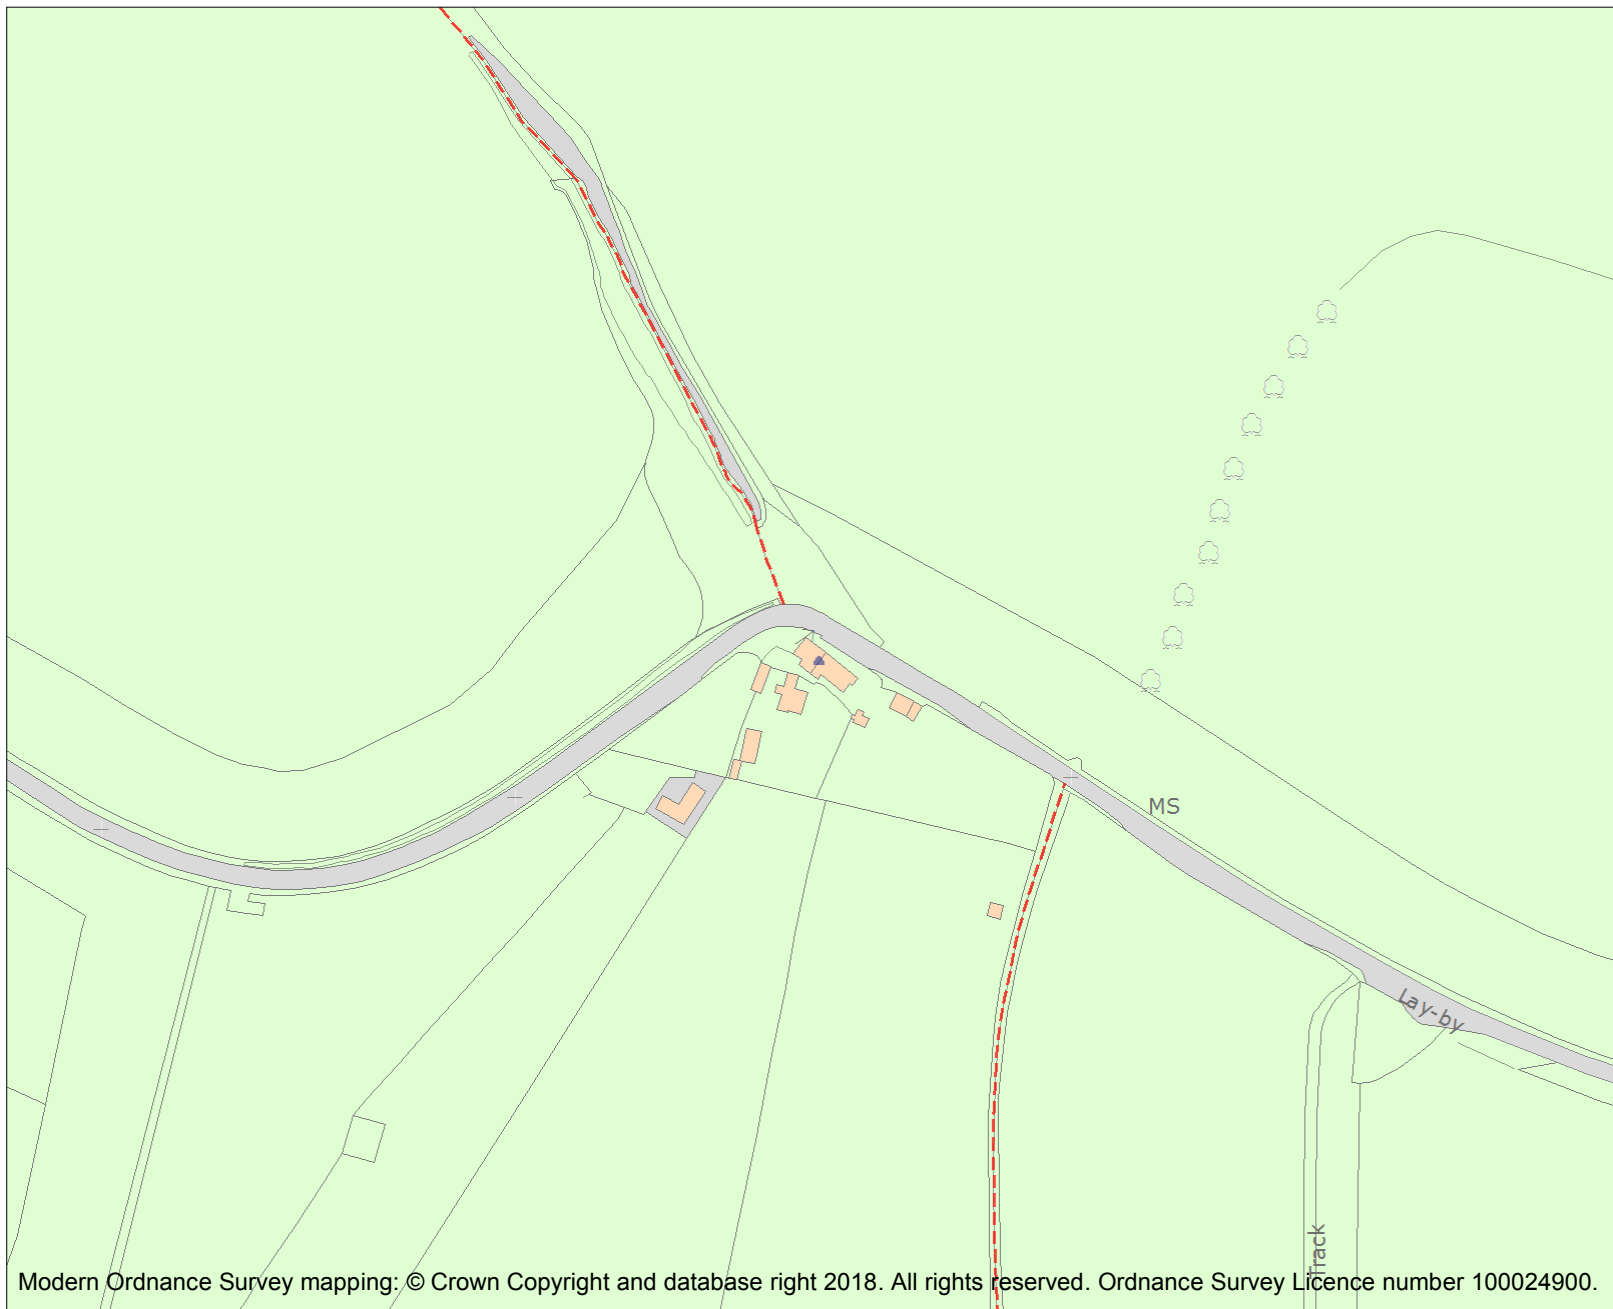 MS
Lay-by
Track
Modern Ordnance Survey mapping: © Crown Copyright and database right 2018. All rights reserved. Ordnance Survey Licence number 100024900.